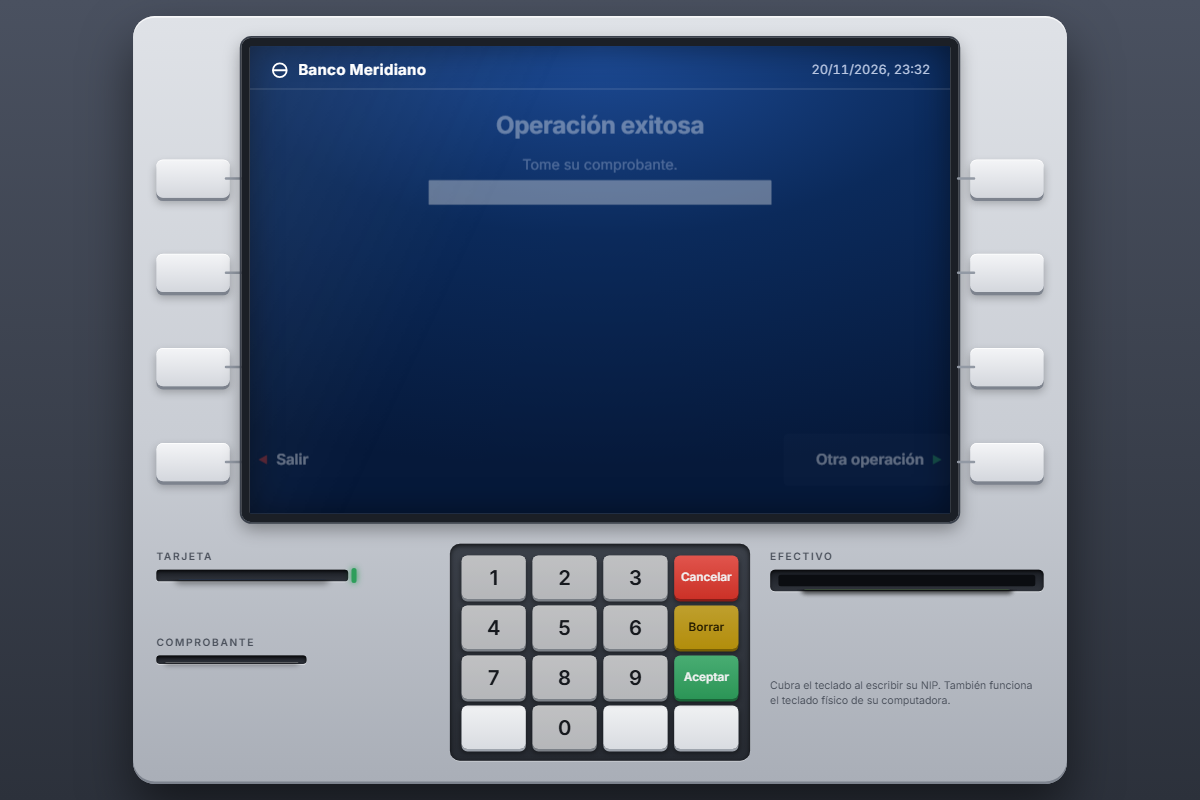 Banco Meridiano
20/11/2026, 23:32
Operación exitosa
Tome su comprobante.
Salir
Otra operación
TARJETA
COMPROBANTE
1 2 3 Cancelar
4 5 6 Borrar
7 8 9 Aceptar
0
EFECTIVO
Cubra el teclado al escribir su NIP. También funciona
el teclado físico de su computadora.